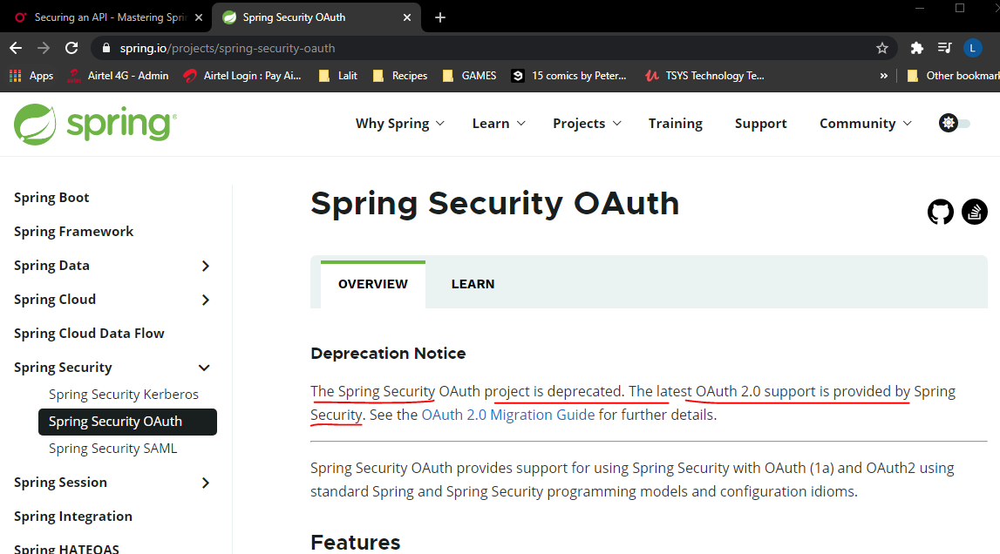 Securing an API - Mastering Spri
Spring Security OAuth
spring.io/projects/spring-security-oauth
L
Apps
Airtel 4G - Admin
Airtel Login : Pay Ai...
Lalit
Recipes
GAMES
15 comics by Peter...
TSYS Technology Te...
»
Other bookmark
spring
Why Spring
Learn
Projects
Training
Support
Community
Spring Boot
Spring Framework
Spring Data
Spring Cloud
Spring Cloud Data Flow
Spring Security
Spring Security Kerberos
Spring Security OAuth
Spring Security SAML
Spring Session
Spring Integration
Spring HATEOAS
Spring Security OAuth
OVERVIEW
LEARN
Deprecation Notice
The Spring Security OAuth project is deprecated. The latest OAuth 2.0 support is provided by Spring
Security. See the OAuth 2.0 Migration Guide for further details.
Spring Security OAuth provides support for using Spring Security with OAuth (1a) and OAuth2 using
standard Spring and Spring Security programming models and configuration idioms.
Features